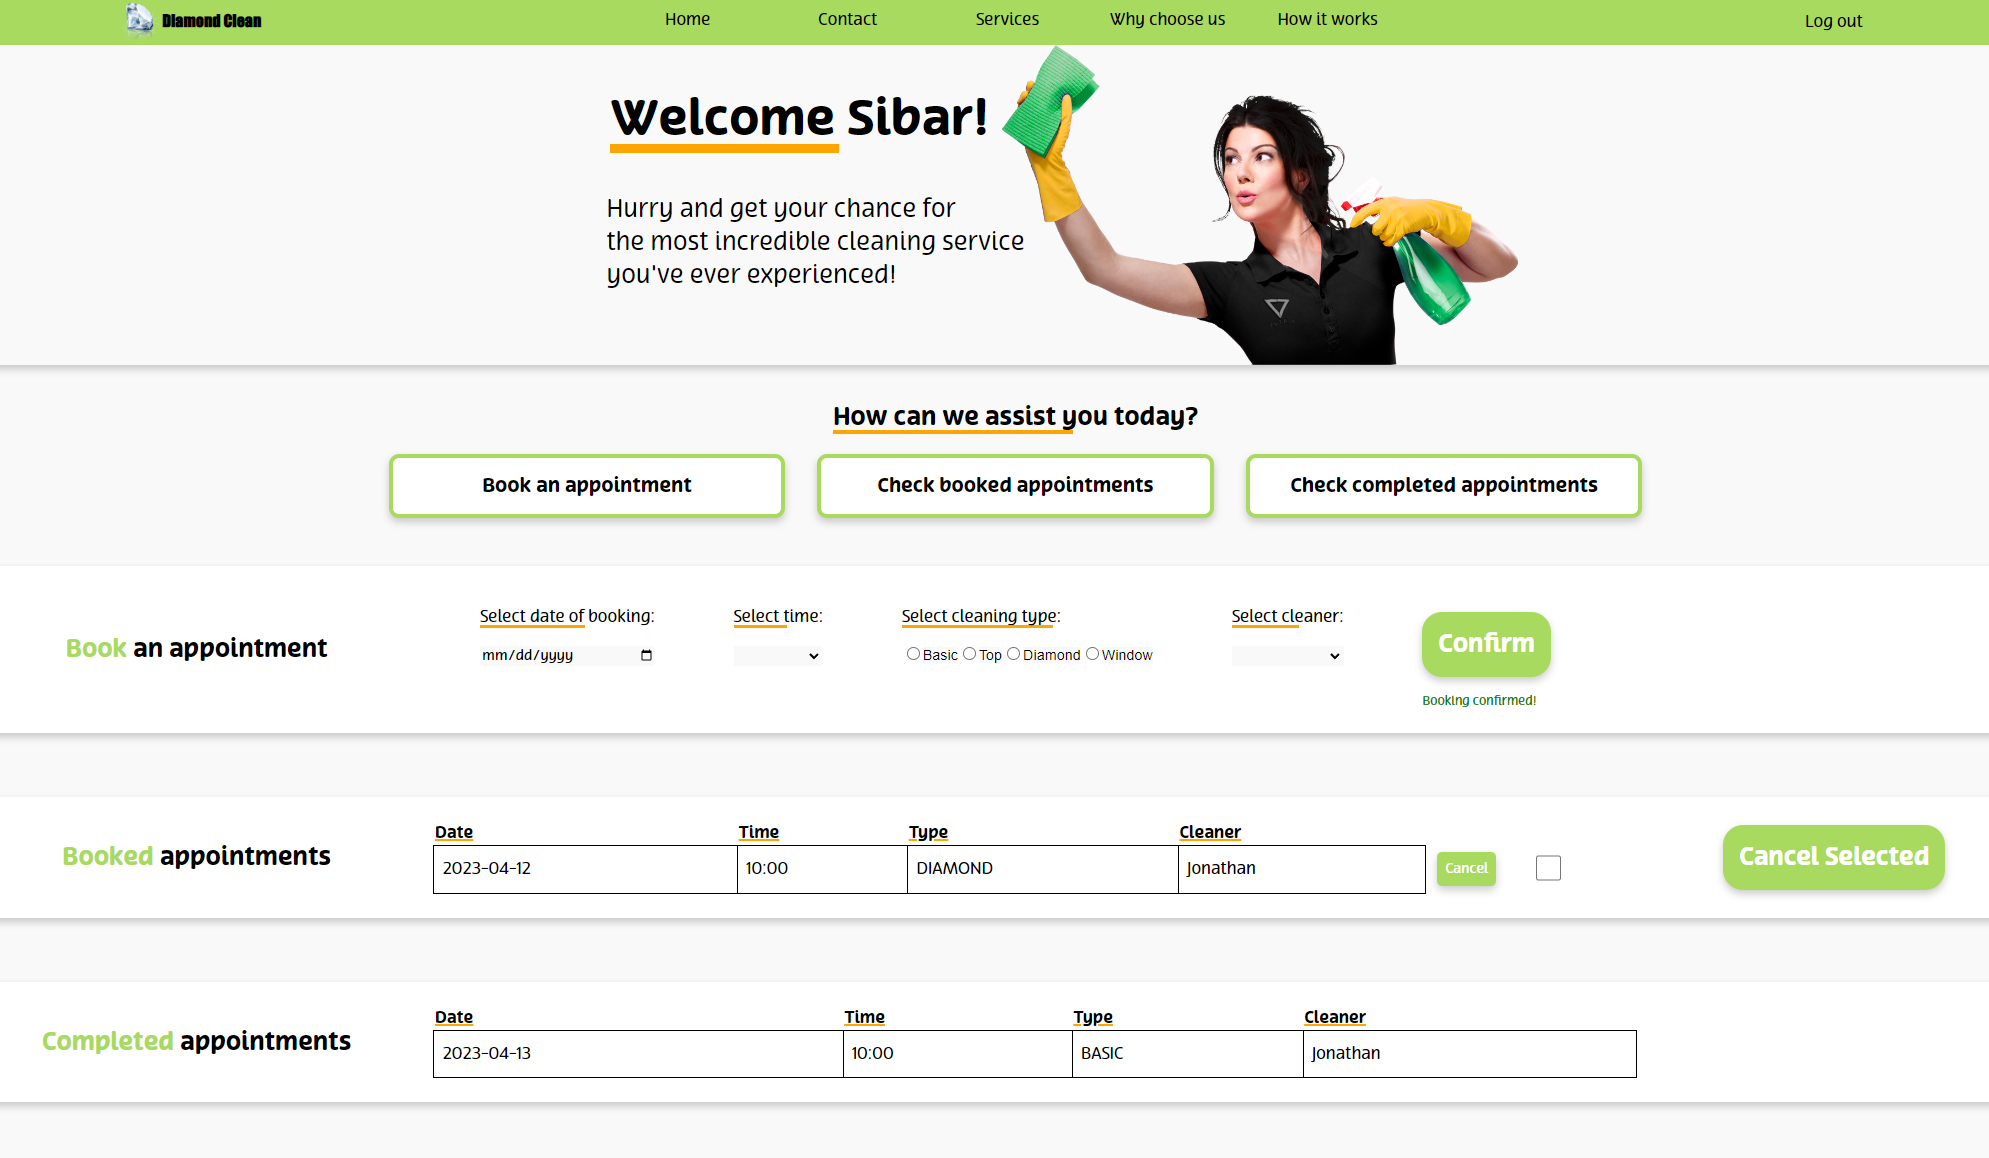 Diamond Clean
Home Contact Services Why choose us How it works Log out
Welcome Sibar!
Hurry and get your chance for
the most incredible cleaning service
you've ever experienced!
How can we assist you today?
Book an appointment Check booked appointments Check completed appointments
Book an appointment
Select date of booking: Select time: Select cleaning type: Select cleaner:
mm/dd/yyyy Basic Top Diamond Window
Confirm
Booking confirmed!
Booked appointments
Date Time Type Cleaner
2023-04-12 10:00 DIAMOND Jonathan Cancel
Cancel Selected
Completed appointments
Date Time Type Cleaner
2023-04-13 10:00 BASIC Jonathan